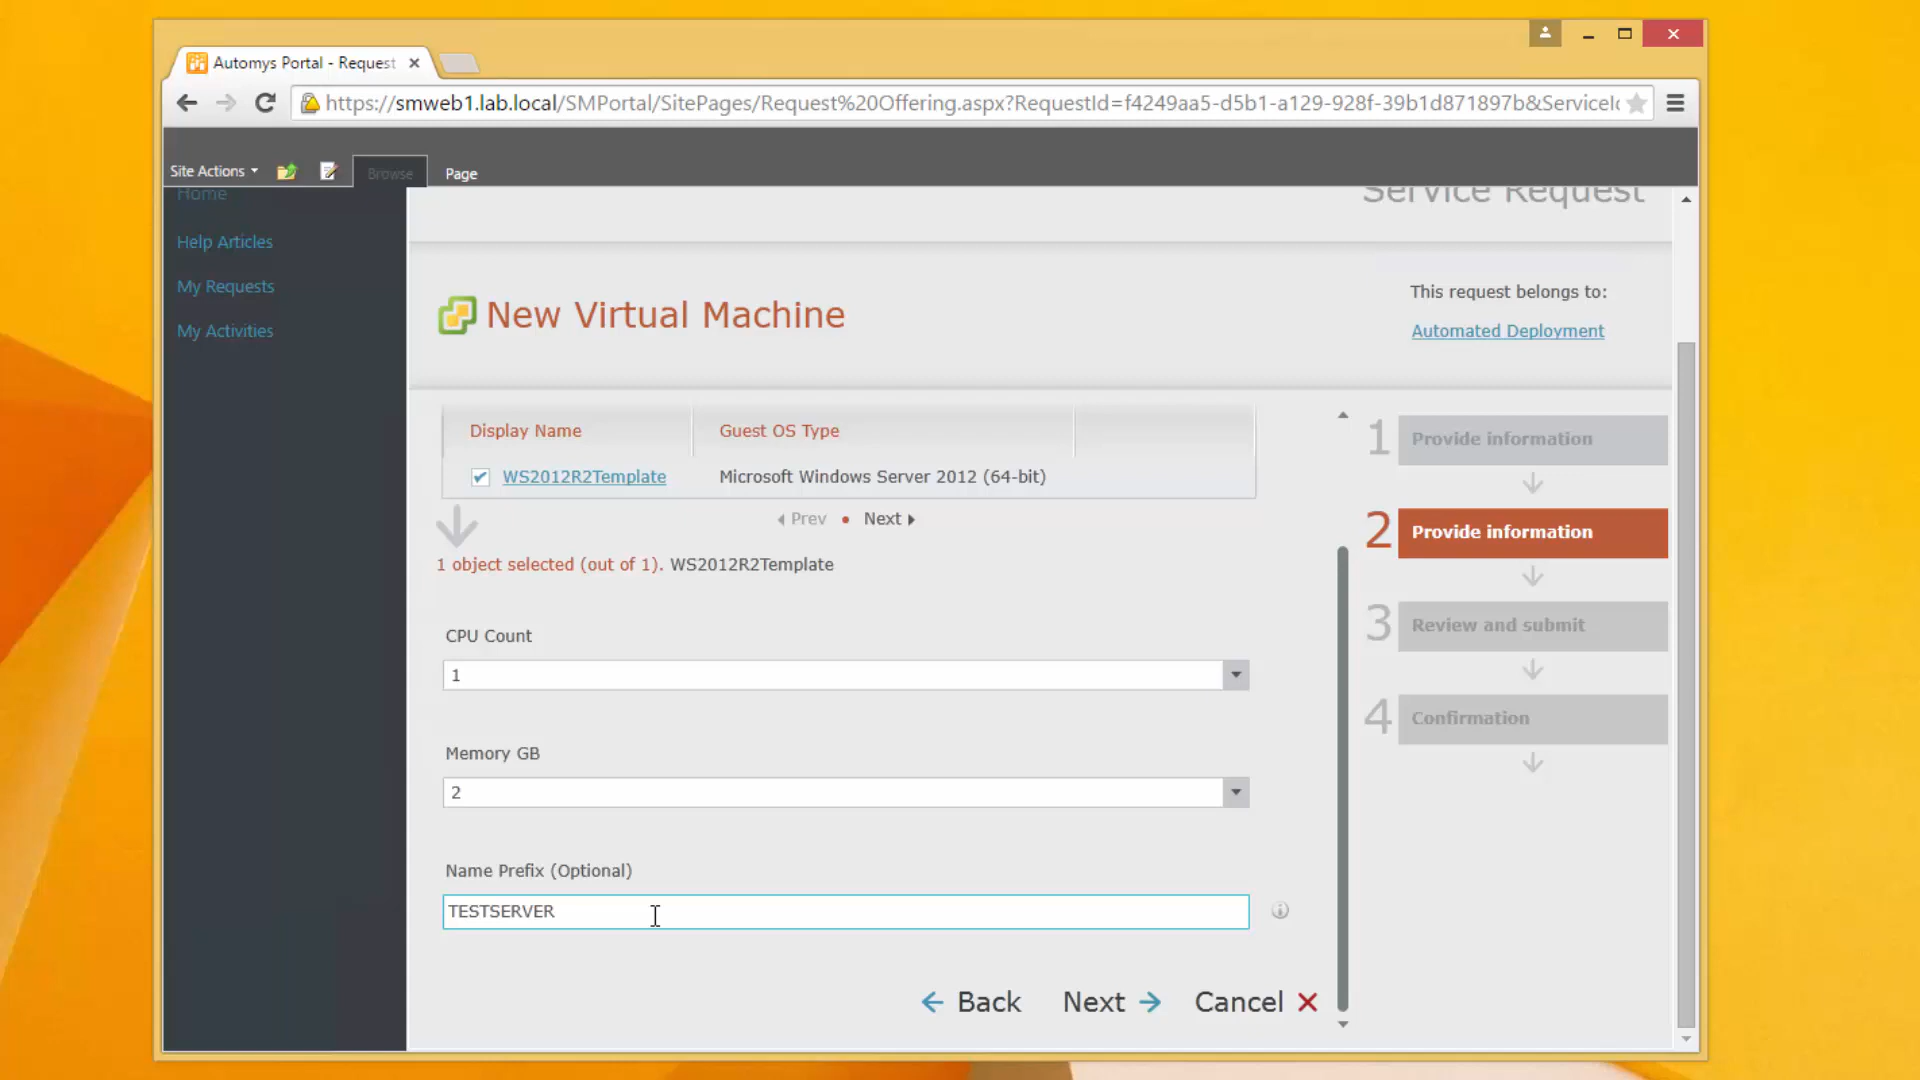 Automys Portal - Request
https://smweb1.lab.local/SMPortal/SitePages/Request%20Offering.aspx?RequestId=f4249aa5-d5b1-a129-928f-39b1d871897b&ServiceIc
Site Actions
Browse
Page
Home
Help Articles
My Requests
My Activities
Service Request
New Virtual Machine
This request belongs to:
Automated Deployment
Display Name
Guest OS Type
WS2012R2Template
Microsoft Windows Server 2012 (64-bit)
Prev
Next
1 object selected (out of 1). WS2012R2Template
CPU Count
1
Memory GB
2
Name Prefix (Optional)
TESTSERVER
Back
Next
Cancel
1 Provide information
2 Provide information
3 Review and submit
4 Confirmation